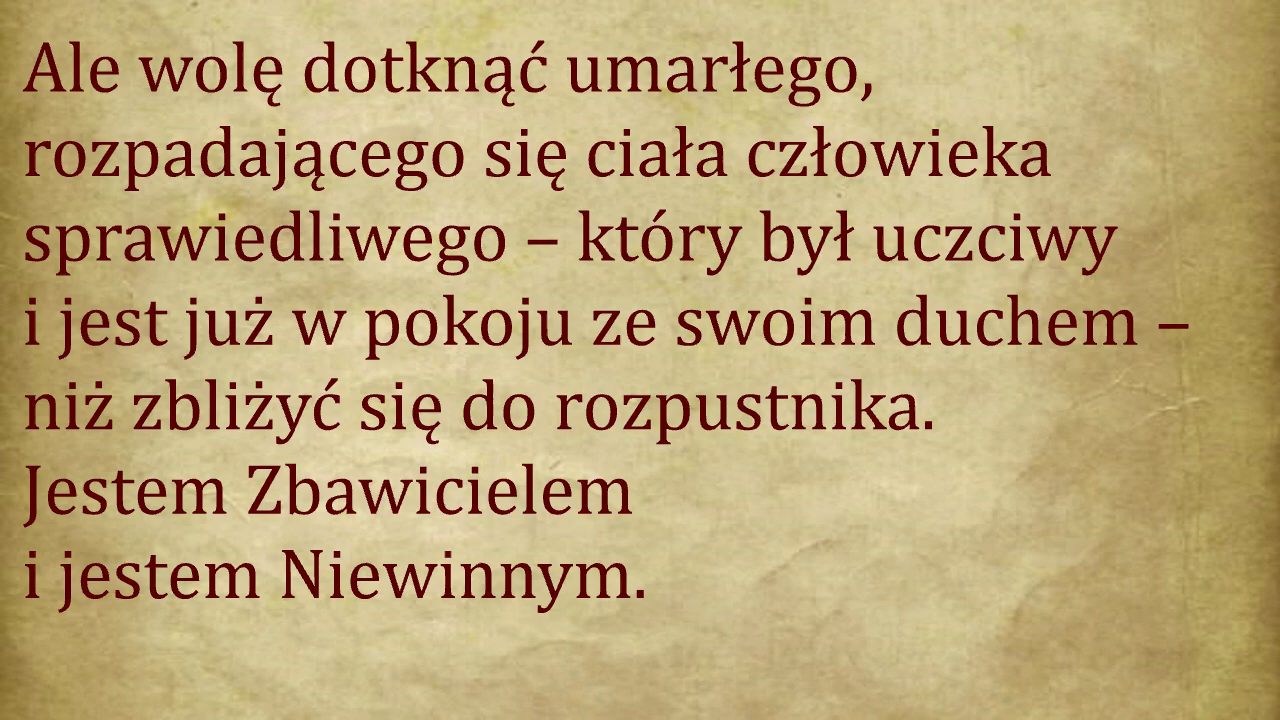 Ale wolę dotknąć umarłego,
rozpadającego się ciała człowieka
sprawiedliwego – który był uczciwy
i jest już w pokoju ze swoim duchem –
niż zbliżyć się do rozpustnika.
Jestem Zbawicielem
i jestem Niewinnym.